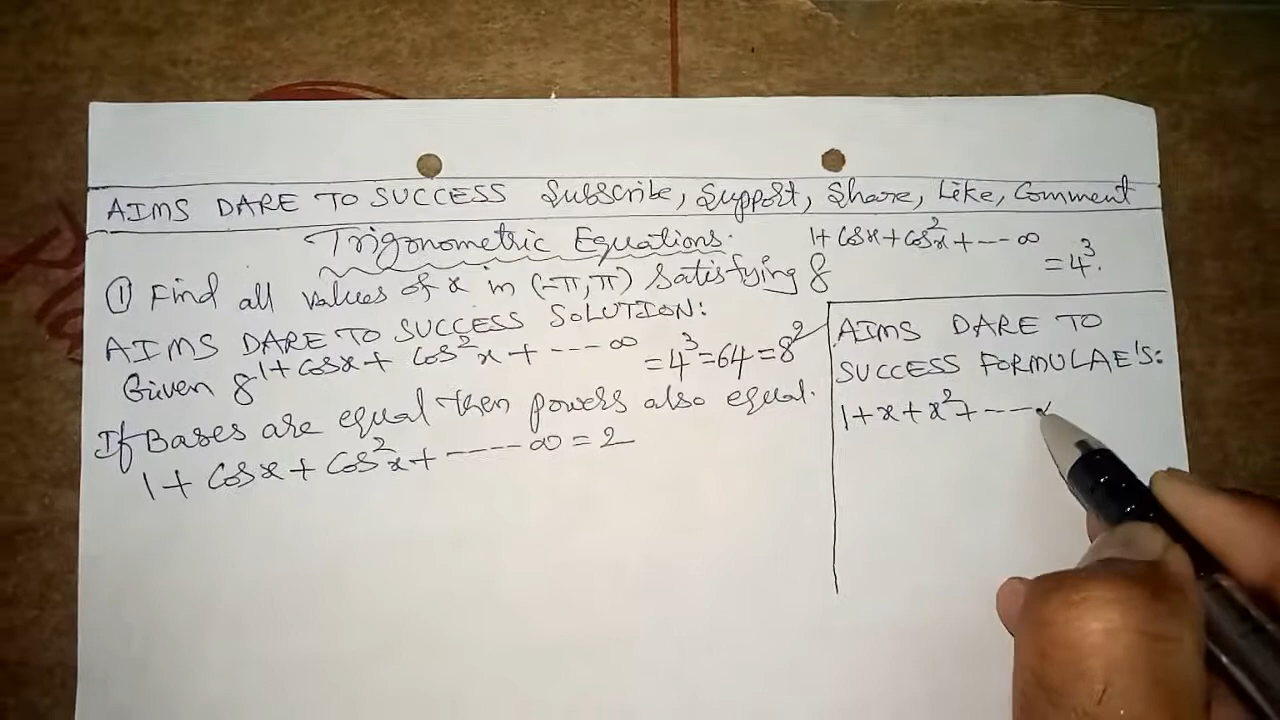 AIMS DARE TO SUCCESS Subscribe, Support, Share, Like, Comment
Trigonometric Equations.
① Find all values of x in (-π, π) satisfying 8^(1+cosx+cos²x+----∞) = 4³.
AIMS DARE TO SUCCESS SOLUTION:
Given 8^(1+cosx+cos²x+----∞) = 4³=64=8²
If Bases are equal then powers also equal.
1+cosx+cos²x+-----∞=2
AIMS DARE TO
SUCCESS FORMULAE'S:
1+x+x²+----